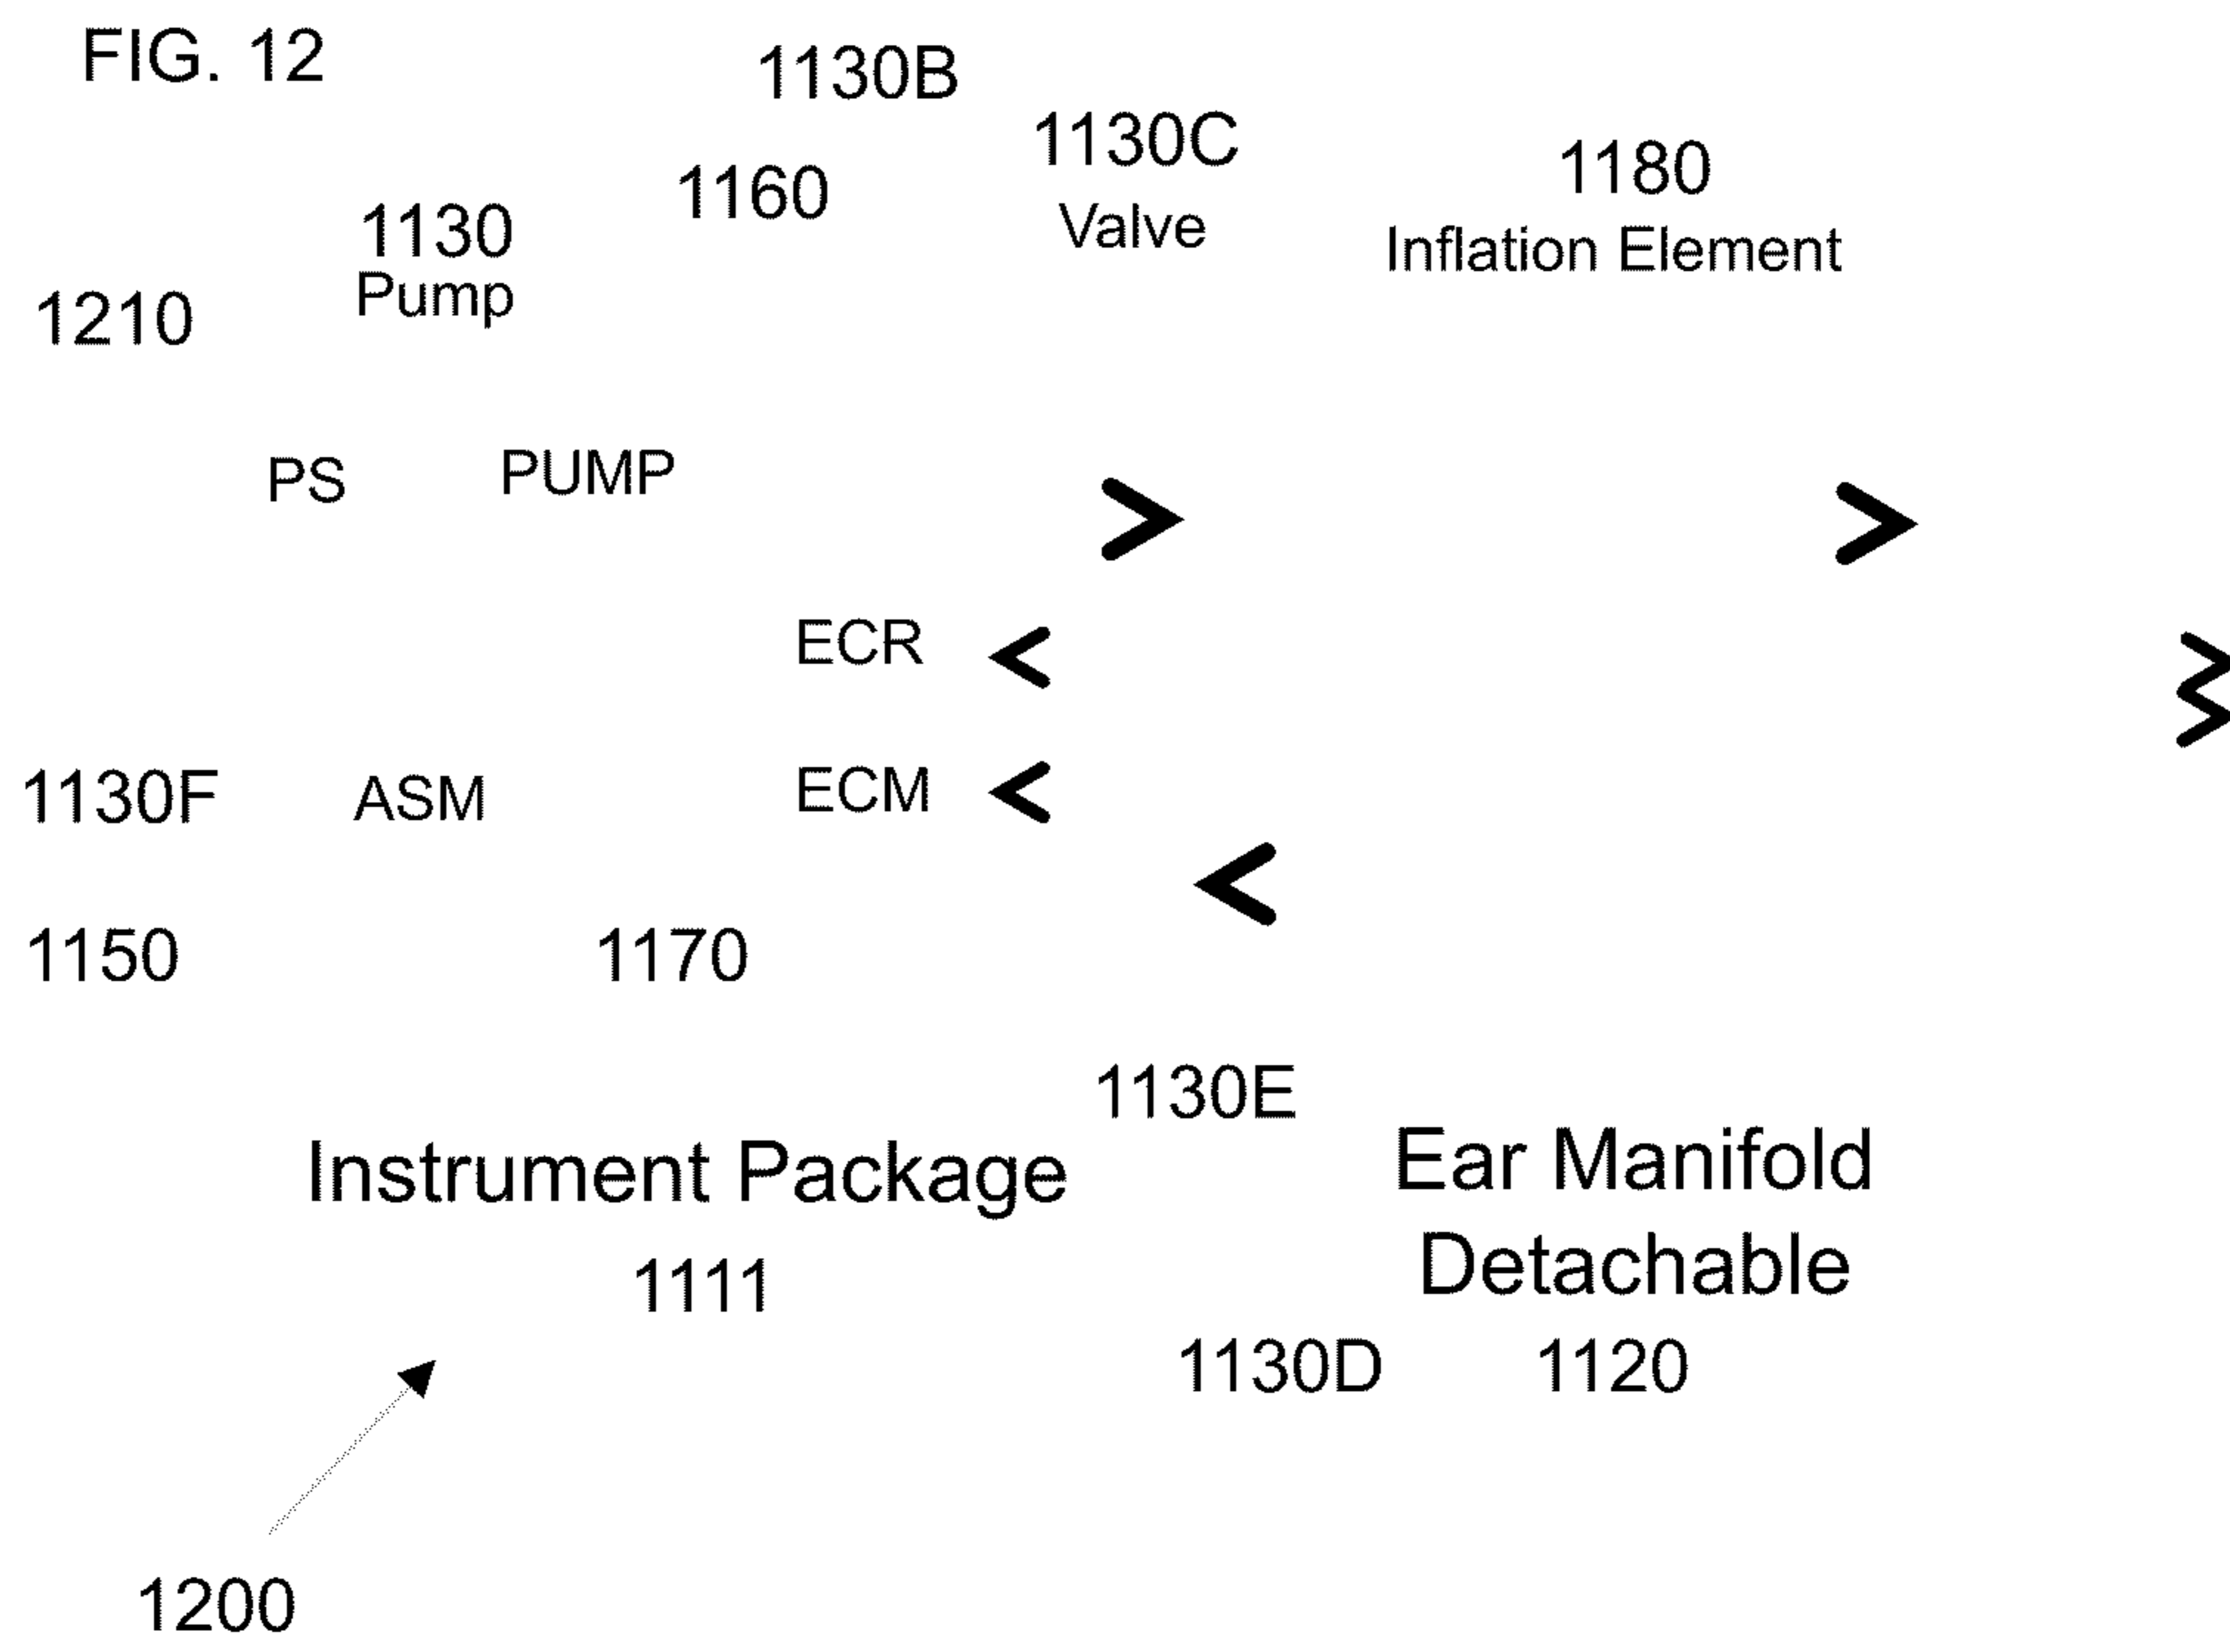 FIG. 12
1130B
1130C
Valve
1180
Inflation Element
1160
1130
Pump
1210
PS
PUMP
ECR
1130F
ASM
ECM
1150
1170
1130E
Instrument Package
1111
Ear Manifold
Detachable
1130D
1120
1200